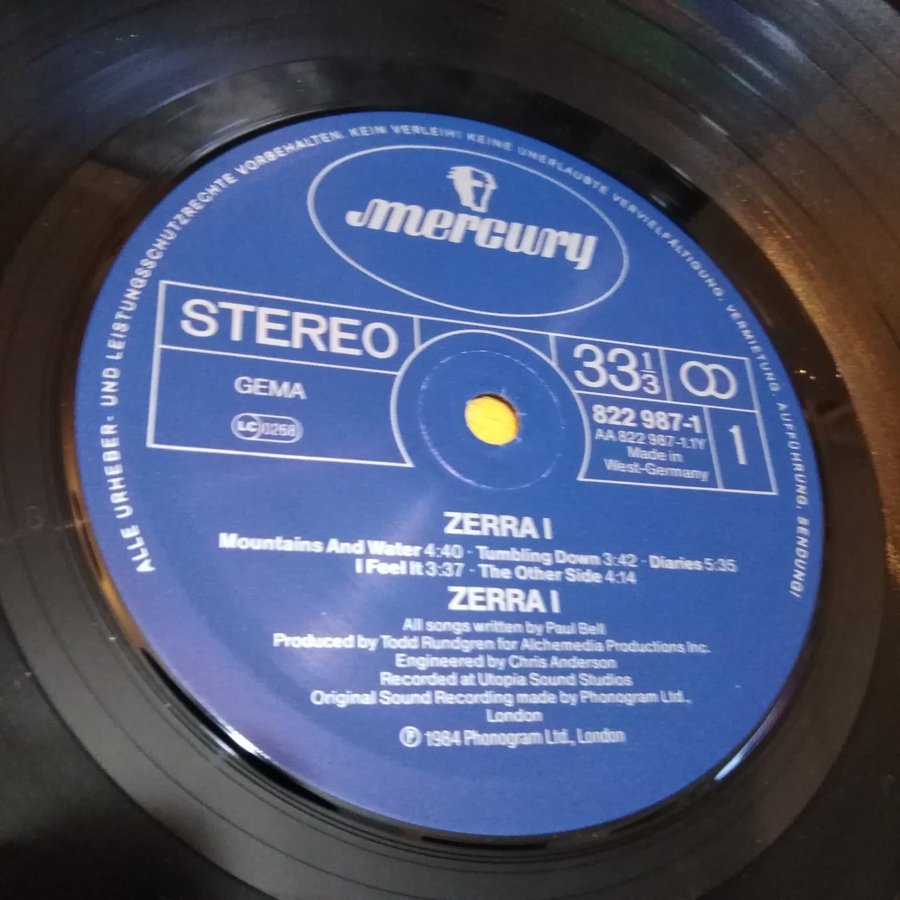 ALLE URHEBER- UND LEISTUNGSSCHUTZRECHTE VORBEHALTEN. KEIN VERLEIH! KEINE UNERLAUBTE VERVIELFÄLTIGUNG, VERMIETUNG, AUFFÜHRUNG, SENDUNG!
mercury
STEREO
33 1/3
GEMA
LC 0268
822 987-1
AA 822 987-1.1Y
Made in
West-Germany
1
ZERRA I
Mountains And Water 4:40 · Tumbling Down 3:42 · Diaries 5:35
I Feel It 3:37 · The Other Side 4:14
ZERRA I
All songs written by Paul Bell
Produced by Todd Rundgren for Alchemedia Productions Inc.
Engineered by Chris Anderson
Recorded at Utopia Sound Studios
Original Sound Recording made by Phonogram Ltd.,
London
℗ 1984 Phonogram Ltd., London